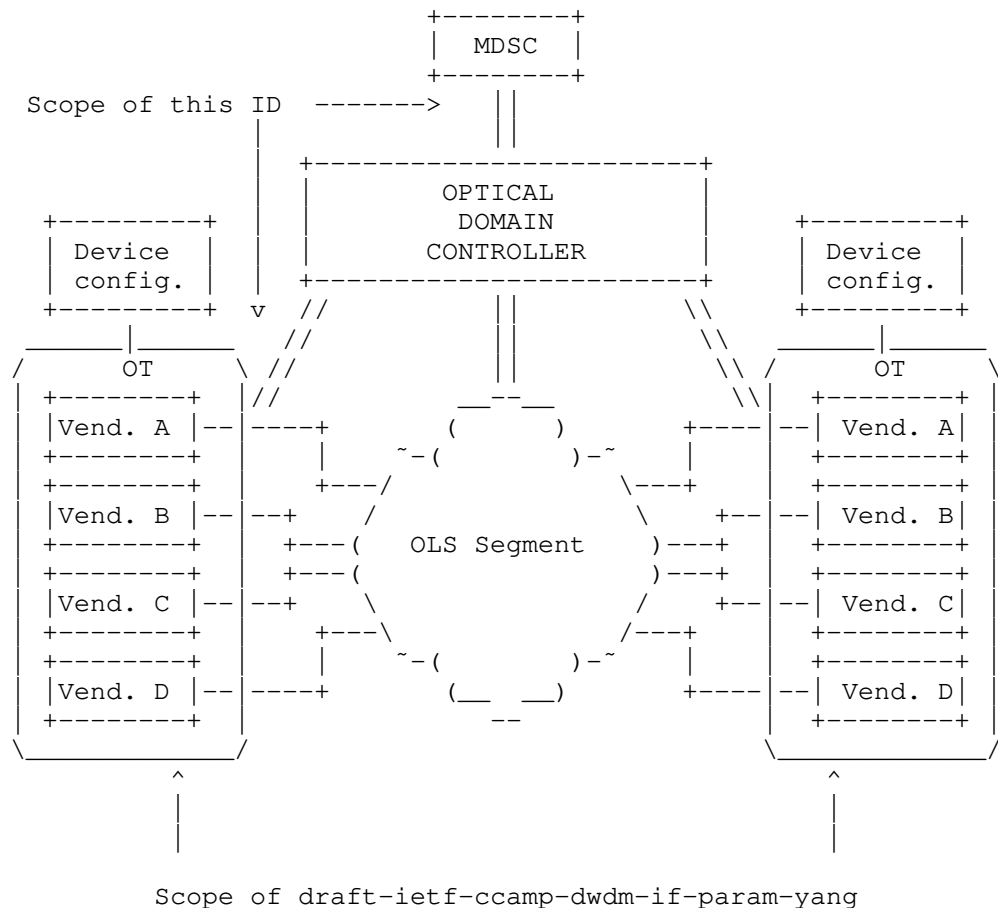 MDSC
Scope of this ID
OPTICAL
DOMAIN
CONTROLLER
Device
config.
Device
config.
OT
OT
Vend. A
Vend. A
Vend. B
Vend. B
OLS Segment
Vend. C
Vend. C
Vend. D
Vend. D
Scope of draft-ietf-ccamp-dwdm-if-param-yang